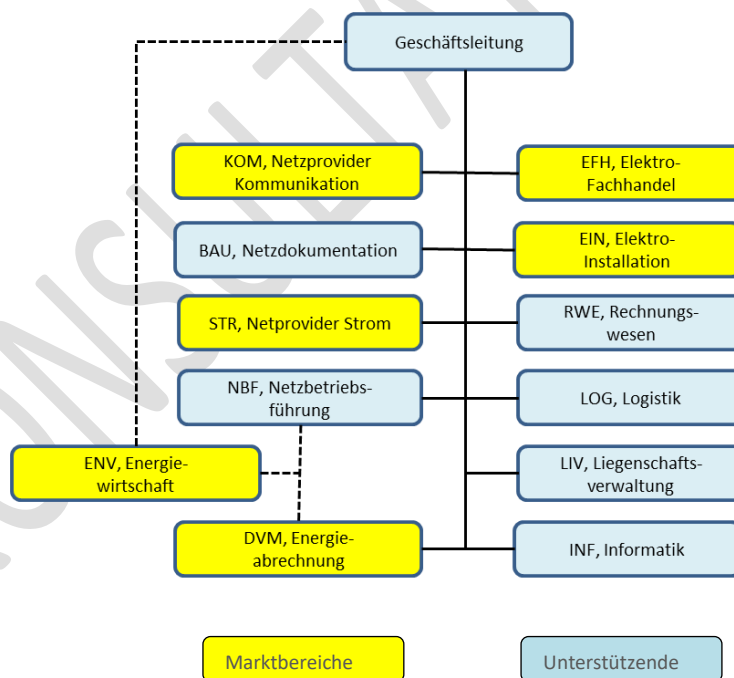 Geschäftsleitung
KOM, Netzprovider
Kommunikation
EFH, Elektro-
Fachhandel
BAU, Netzdokumentation
EIN, Elektro-
Installation
STR, Netprovider Strom
RWE, Rechnungs-
wesen
NBF, Netzbetriebs-
führung
LOG, Logistik
ENV, Energie-
wirtschaft
LIV, Liegenschafts-
verwaltung
DVM, Energie-
abrechnung
INF, Informatik
Marktbereiche
Unterstützende